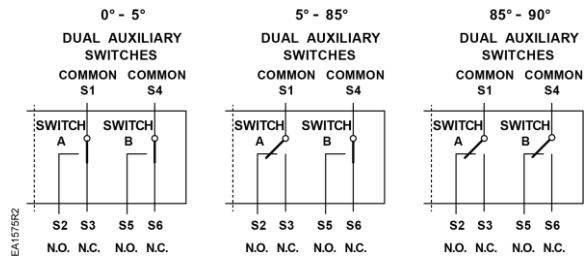 0° - 5°
DUAL AUXILIARY
SWITCHES
COMMON COMMON
S1 S4
SWITCH SWITCH
A B
S2 S3 S5 S6
N.O. N.C. N.O. N.C.
5° - 85°
DUAL AUXILIARY
SWITCHES
COMMON COMMON
S1 S4
SWITCH SWITCH
A B
S2 S3 S5 S6
N.O. N.C. N.O. N.C.
85° - 90°
DUAL AUXILIARY
SWITCHES
COMMON COMMON
S1 S4
SWITCH SWITCH
A B
S2 S3 S5 S6
N.O. N.C. N.O. N.C.
EA1575R2